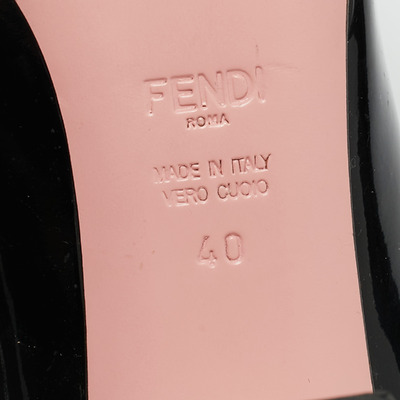 FENDI
ROMA
MADE IN ITALY
VERO CUOIO
40